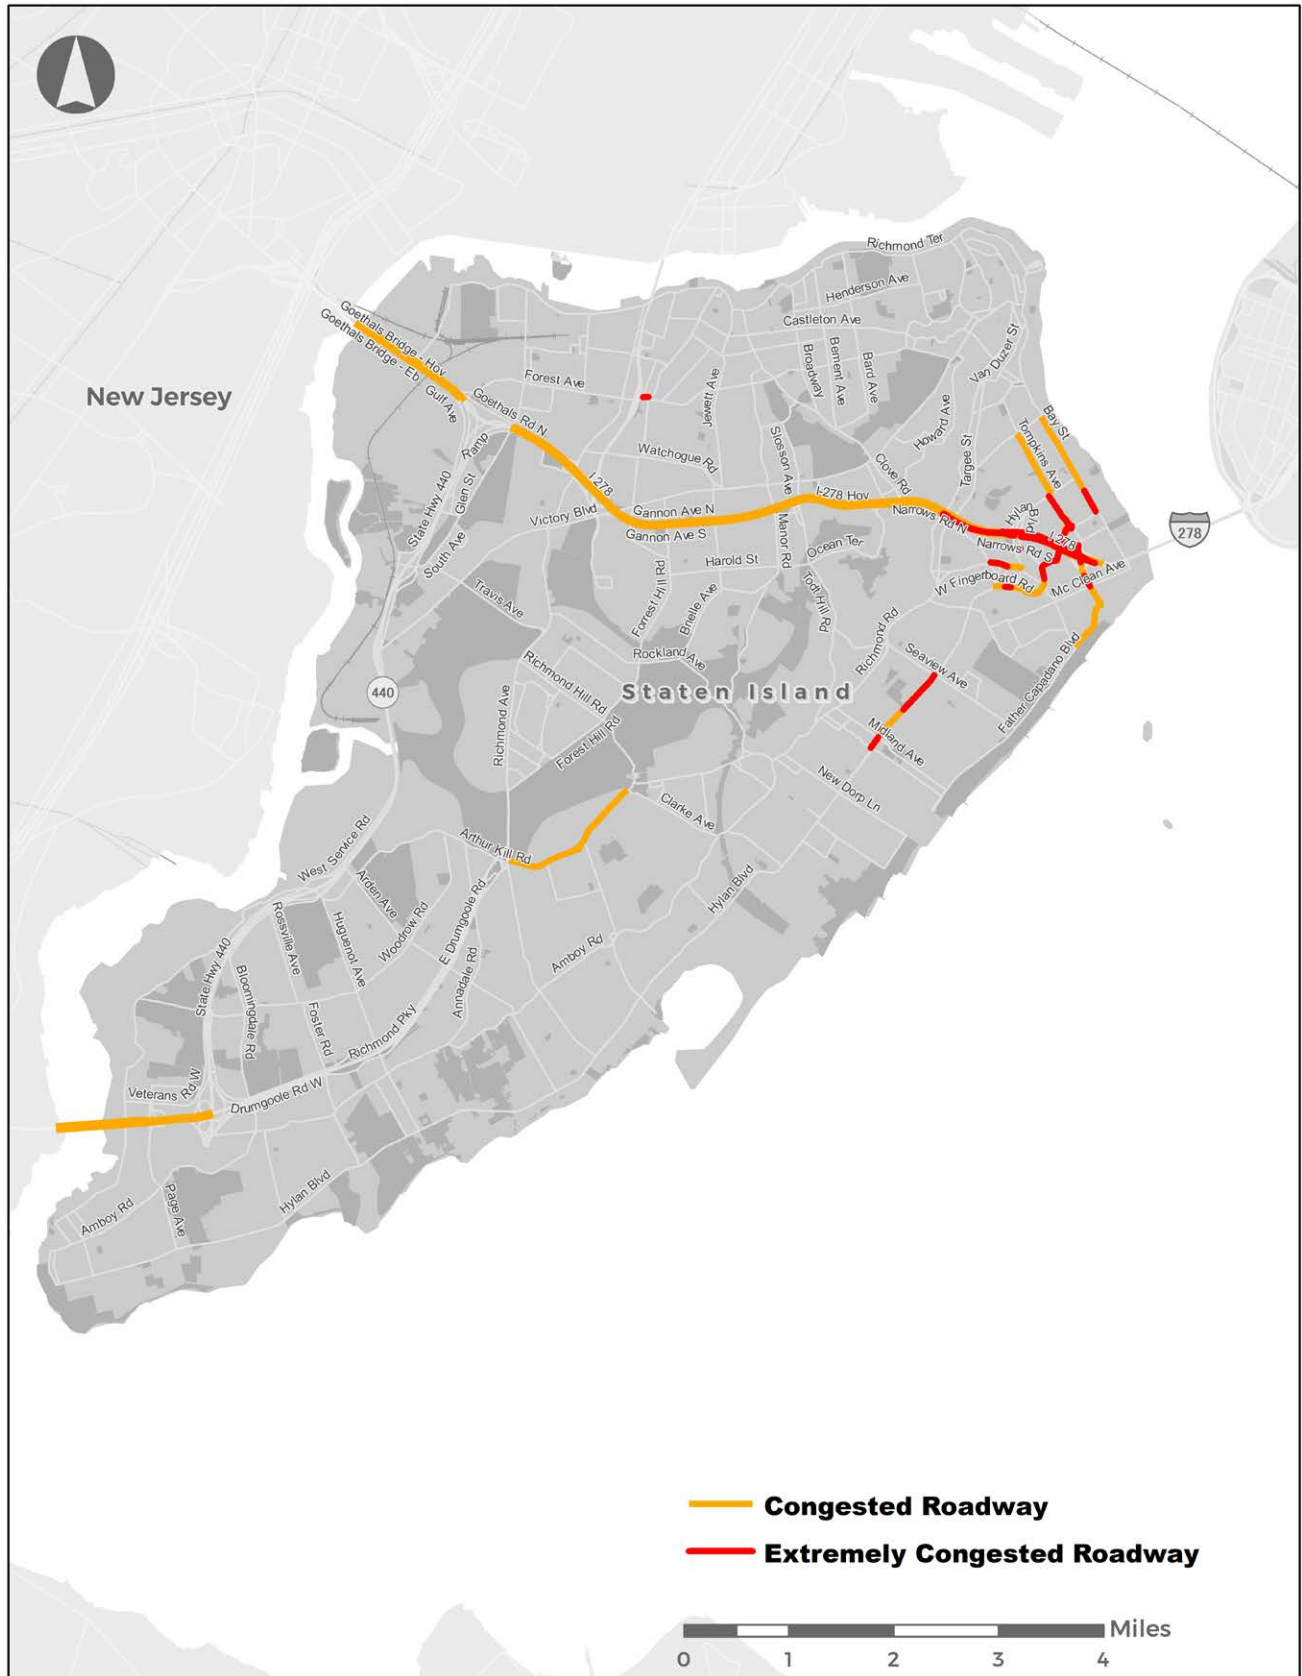 Richmond Ter
Henderson Ave
Castleton Ave
Broadway
Bement Ave
Bard Ave
Van Duzer St
Goethals Bridge - Hov
Goethals Bridge - Eb
Gulf Ave
New Jersey
Forest Ave
Jewett Ave
Goethals Rd N
Ramp
Howard Ave
Bay St
Tompkins Ave
Slosson Ave
Targee St
Watchogue Rd
Clove Rd
State Hwy 440
Glen St
I 278
I-278 Hov
Victory Blvd
Gannon Ave N
Gannon Ave S
Narrows Rd N
Hylan Blvd
I-278
278
Narrows Rd S
Manor Rd
Ocean Ter
South Ave
Harold St
Mc Clean Ave
W Fingerboard Rd
Travis Ave
Forrest Hill Rd
Brielle Ave
Todt Hill Rd
Richmond Rd
Rockland Ave
Seaview Ave
Father Capadano Blvd
Richmond Hill Rd
Staten Island
440
Richmond Ave
Forest Hill Rd
Midland Ave
New Dorp Ln
Clarke Ave
Arthur Kill Rd
West Service Rd
Arden Ave
Hylan Blvd
E Drumgoole Rd
Woodrow Rd
Rossville Ave
Huguenot Ave
State Hwy 440
Amboy Rd
Annadale Rd
Bloomingdale Rd
Foster Rd
Richmond Pky
Veterans Rd W
Drumgoole Rd W
Hylan Blvd
Page Ave
Amboy Rd
Congested Roadway
Extremely Congested Roadway
Miles
0 1 2 3 4